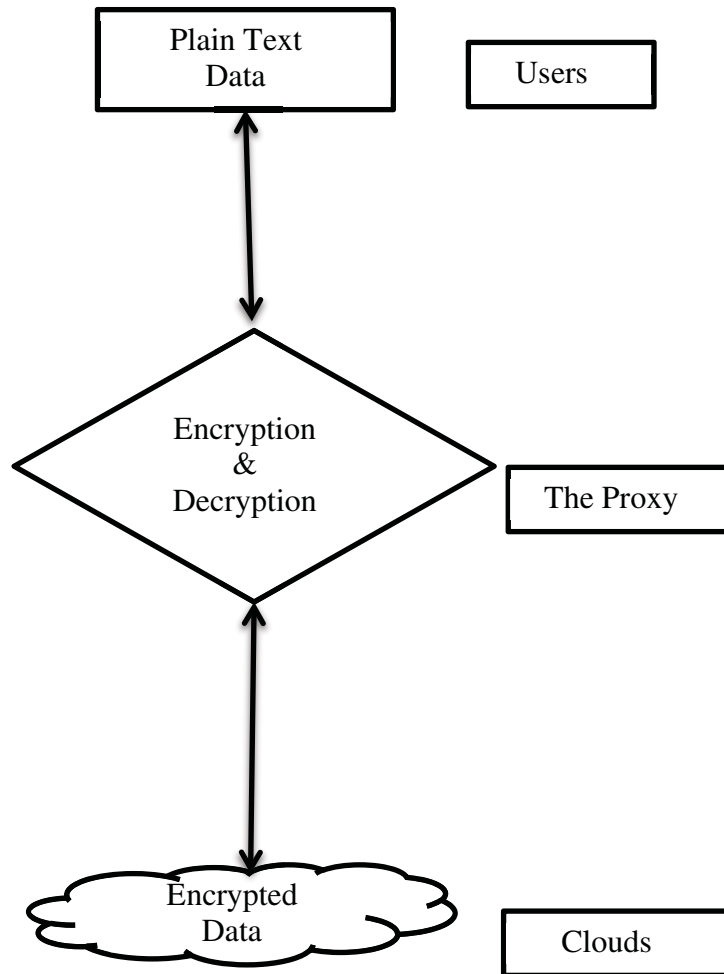 Plain Text
Data
Users
Encryption
&
Decryption
The Proxy
Encrypted
Data
Clouds